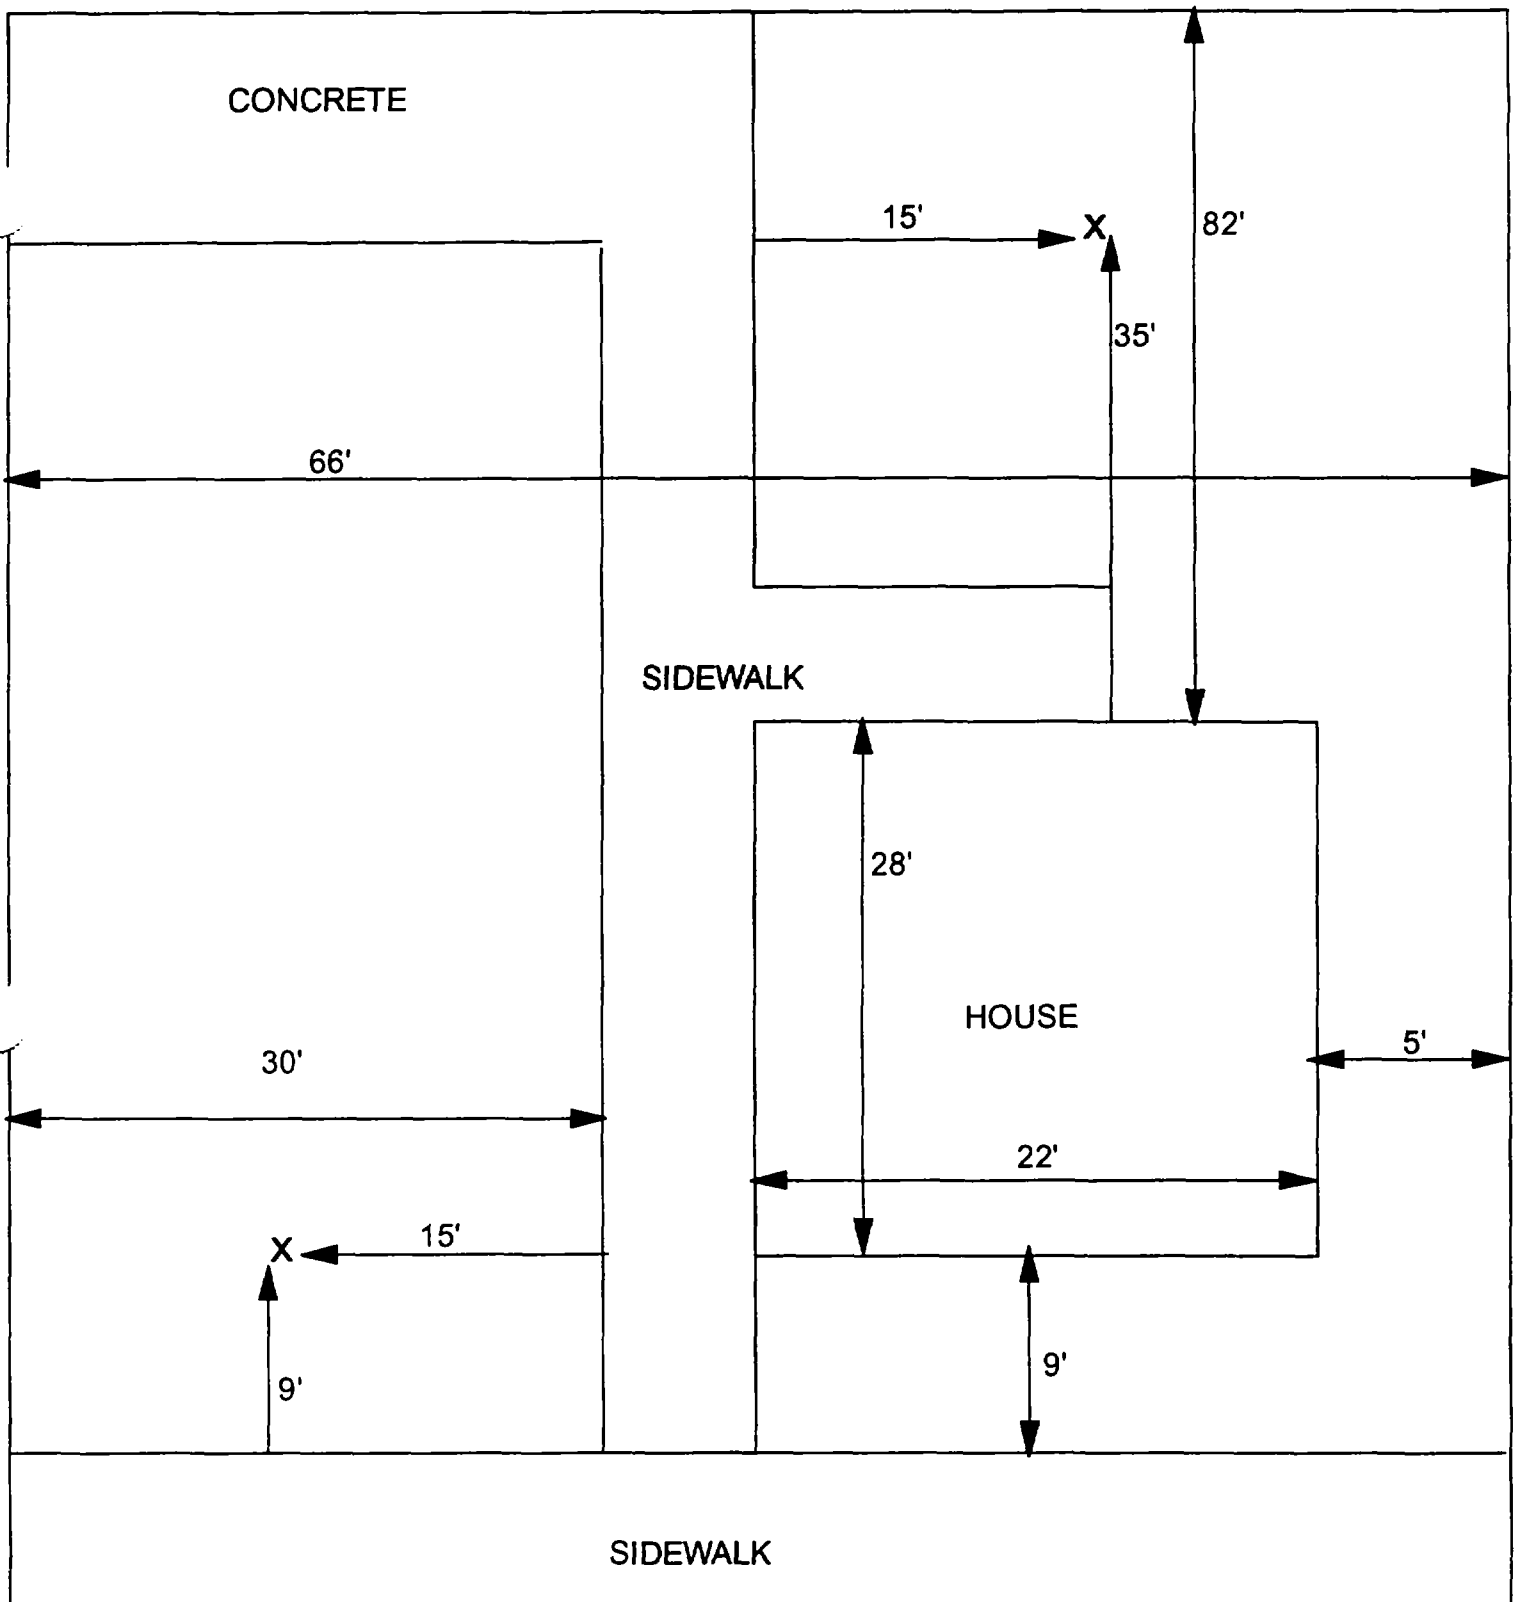 CONCRETE
15'
X
82'
35'
66'
SIDEWALK
28'
HOUSE
5'
30'
22'
15'
X
9'
9'
SIDEWALK